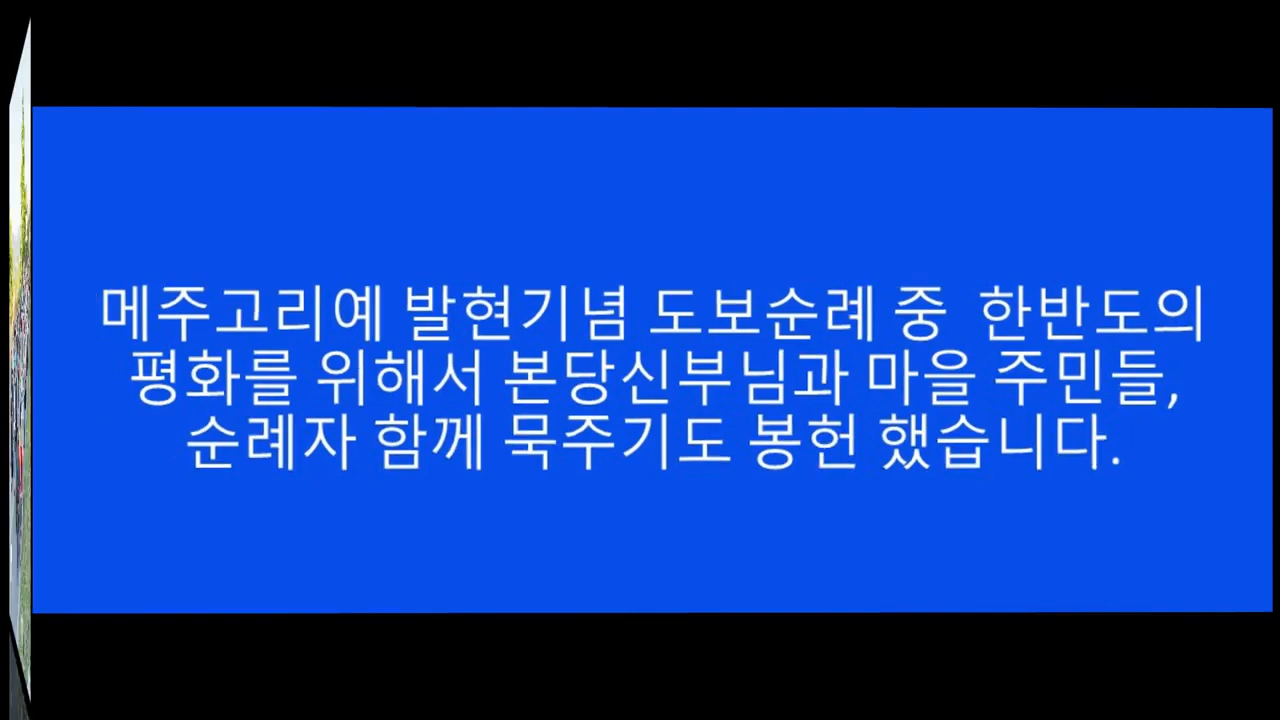 메주고리예 발현기념 도보순례 중 한반도의
평화를 위해서 본당신부님과 마을 주민들,
순례자 함께 묵주기도 봉헌 했습니다.